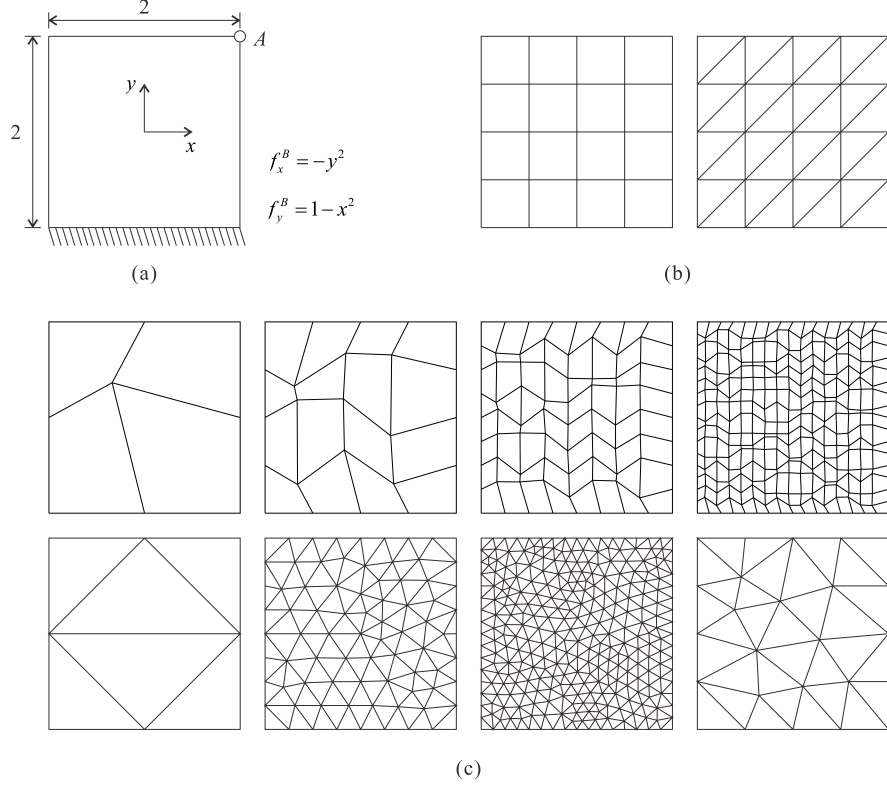 2
A
2
y
x
f_x^B = -y^2
f_y^B = 1 - x^2
(a)
(b)
(c)